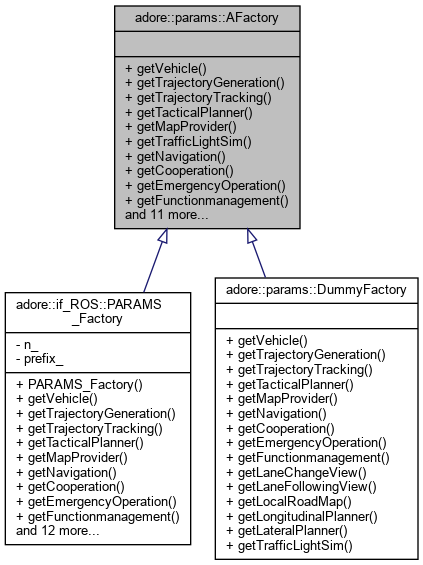 adore::params::AFactory
+ getVehicle()
+ getTrajectoryGeneration()
+ getTrajectoryTracking()
+ getTacticalPlanner()
+ getMapProvider()
+ getTrafficLightSim()
+ getNavigation()
+ getCooperation()
+ getEmergencyOperation()
+ getFunctionmanagement()
and 11 more...
adore::if_ROS::PARAMS
_Factory
- n_
- prefix_
+ PARAMS_Factory()
+ getVehicle()
+ getTrajectoryGeneration()
+ getTrajectoryTracking()
+ getTacticalPlanner()
+ getMapProvider()
+ getNavigation()
+ getCooperation()
+ getEmergencyOperation()
+ getFunctionmanagement()
and 12 more...
adore::params::DummyFactory
+ getVehicle()
+ getTrajectoryGeneration()
+ getTrajectoryTracking()
+ getTacticalPlanner()
+ getMapProvider()
+ getNavigation()
+ getCooperation()
+ getEmergencyOperation()
+ getFunctionmanagement()
+ getLaneChangeView()
+ getLaneFollowingView()
+ getLocalRoadMap()
+ getLongitudinalPlanner()
+ getLateralPlanner()
+ getTrafficLightSim()